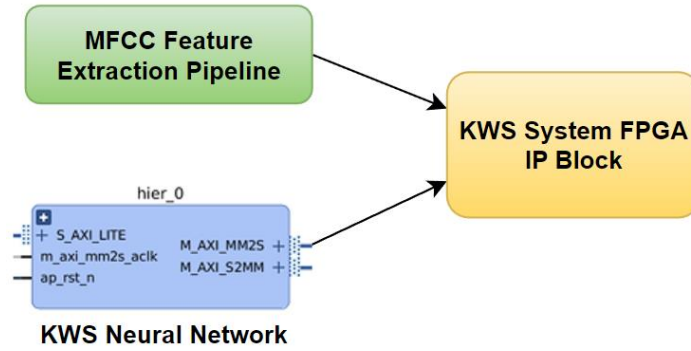 MFCC Feature
Extraction Pipeline
KWS System FPGA
IP Block
hier_0
S_AXI_LITE
m_axi_mm2s_aclk
ap_rst_n
M_AXI_MM2S
M_AXI_S2MM
KWS Neural Network